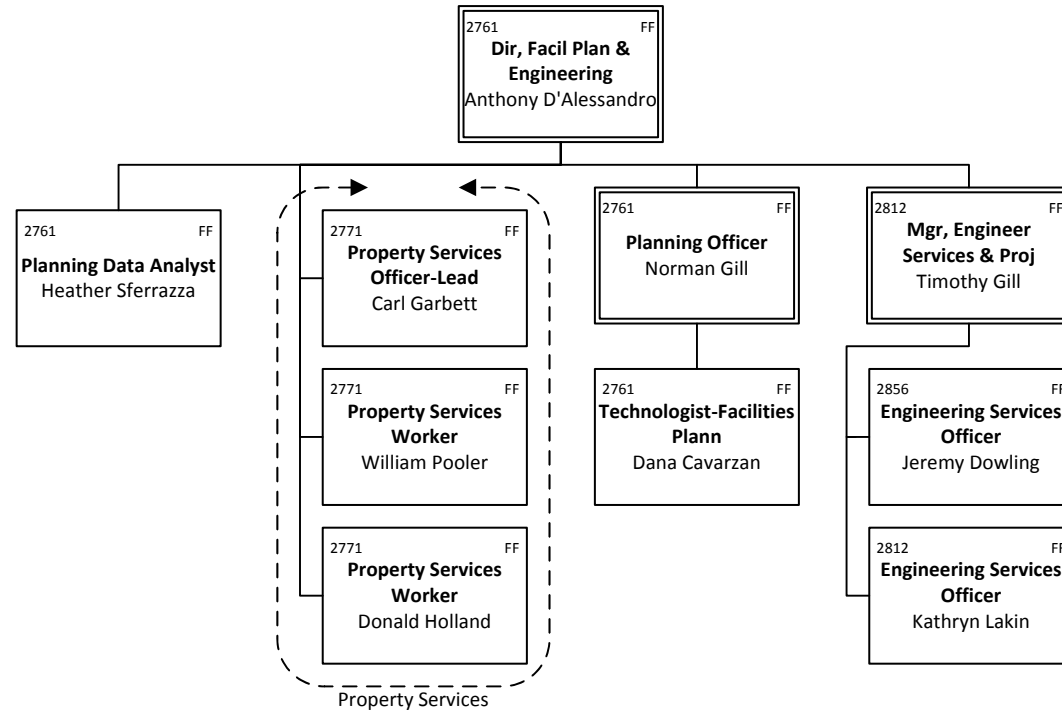 2761 FF
Dir, Facil Plan &
Engineering
Anthony D'Alessandro
2761 FF
Planning Data Analyst
Heather Sferrazza
2771 FF
Property Services
Officer-Lead
Carl Garbett
2771 FF
Property Services
Worker
William Pooler
2771 FF
Property Services
Worker
Donald Holland
Property Services
2761 FF
Planning Officer
Norman Gill
2761 FF
Technologist-Facilities
Plann
Dana Cavarzan
2812 FF
Mgr, Engineer
Services & Proj
Timothy Gill
2856 FF
Engineering Services
Officer
Jeremy Dowling
2812 FF
Engineering Services
Officer
Kathryn Lakin